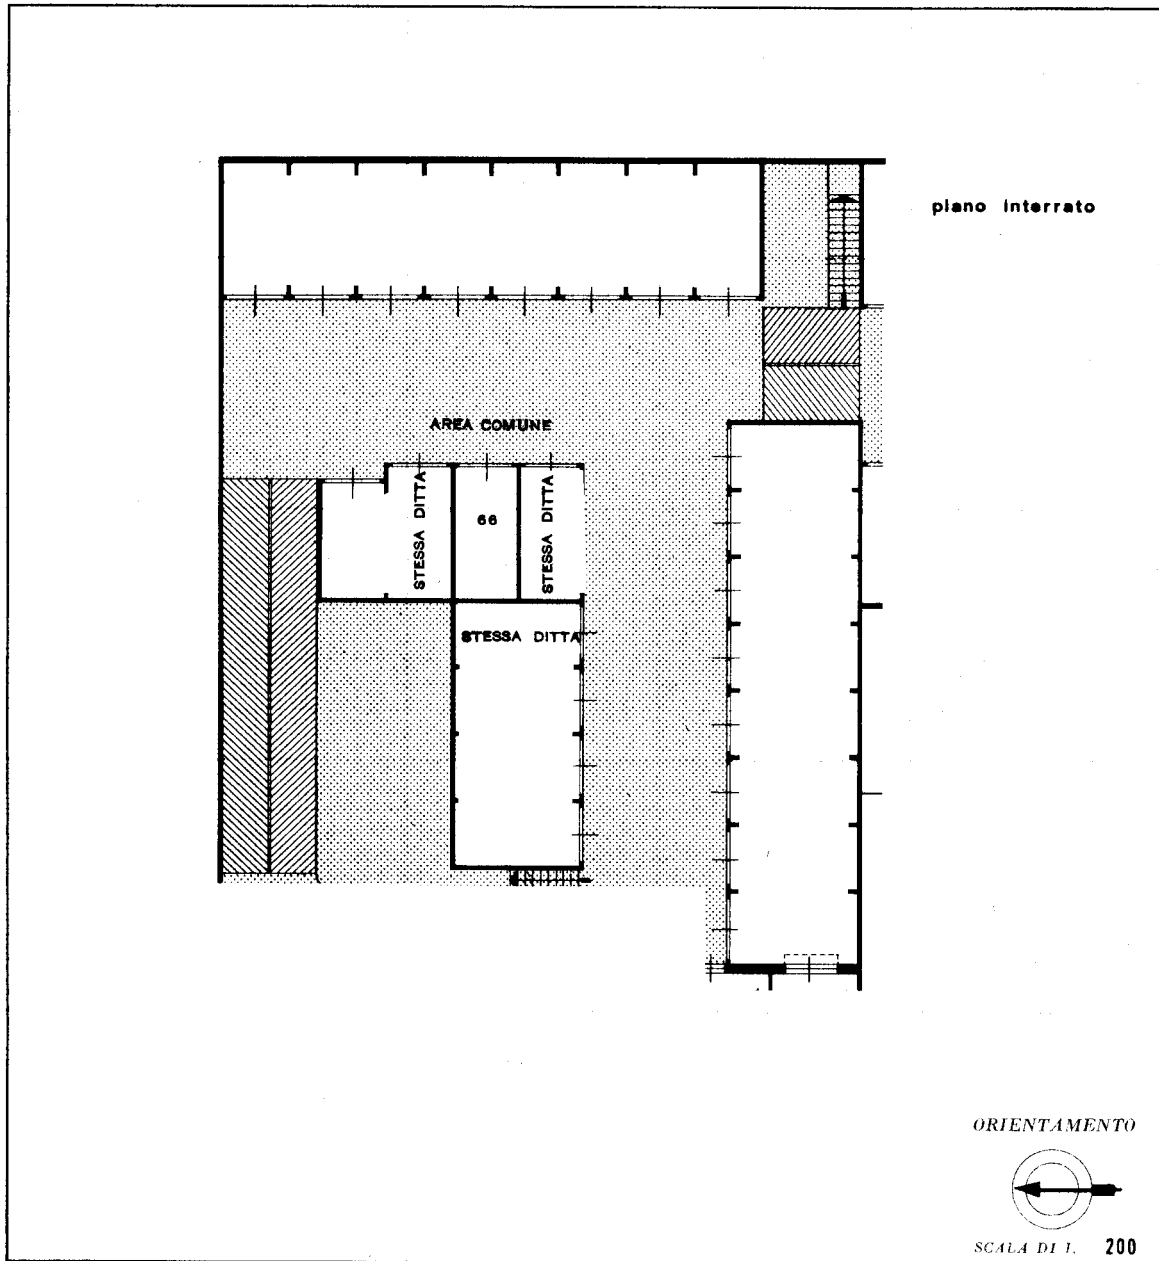 piano interrato
AREA COMUNE
STESSA DITTA
66
STESSA DITTA
STESSA DITTA
ORIENTAMENTO
SCALA DI 1. 200